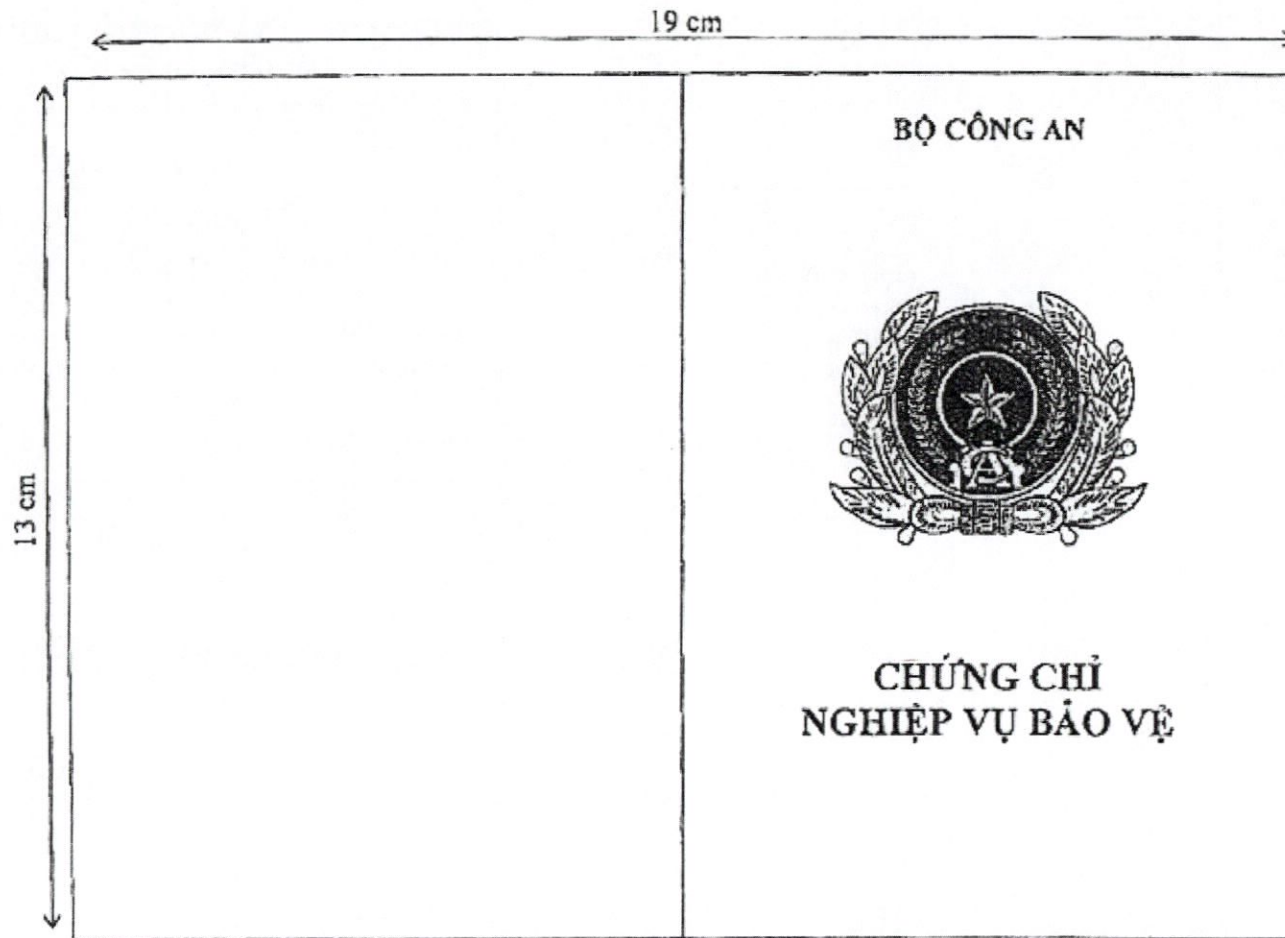 19 cm
13 cm
BỘ CÔNG AN
CHỨNG CHỈ
NGHIỆP VỤ BẢO VỆ